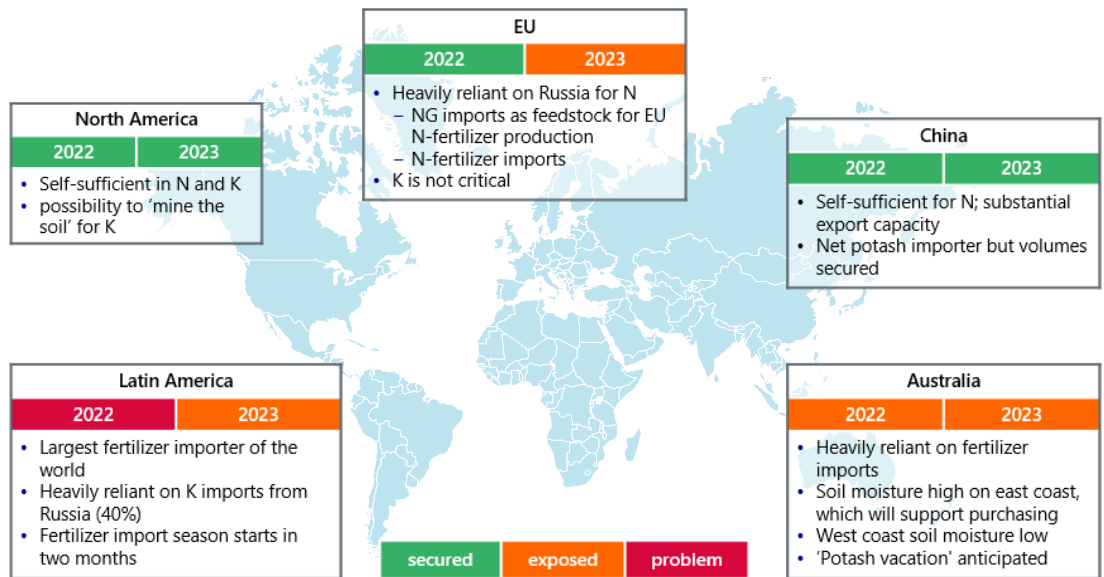 EU
2022 2023
• Heavily reliant on Russia for N
– NG imports as feedstock for EU
N-fertilizer production
– N-fertilizer imports
• K is not critical
North America
2022 2023
• Self-sufficient in N and K
• possibility to ‘mine the
soil’ for K
China
2022 2023
• Self-sufficient for N; substantial
export capacity
• Net potash importer but volumes
secured
Latin America
2022 2023
• Largest fertilizer importer of the
world
• Heavily reliant on K imports from
Russia (40%)
• Fertilizer import season starts in
two months
Australia
2022 2023
• Heavily reliant on fertilizer
imports
• Soil moisture high on east coast,
which will support purchasing
• West coast soil moisture low
• ‘Potash vacation' anticipated
secured exposed problem